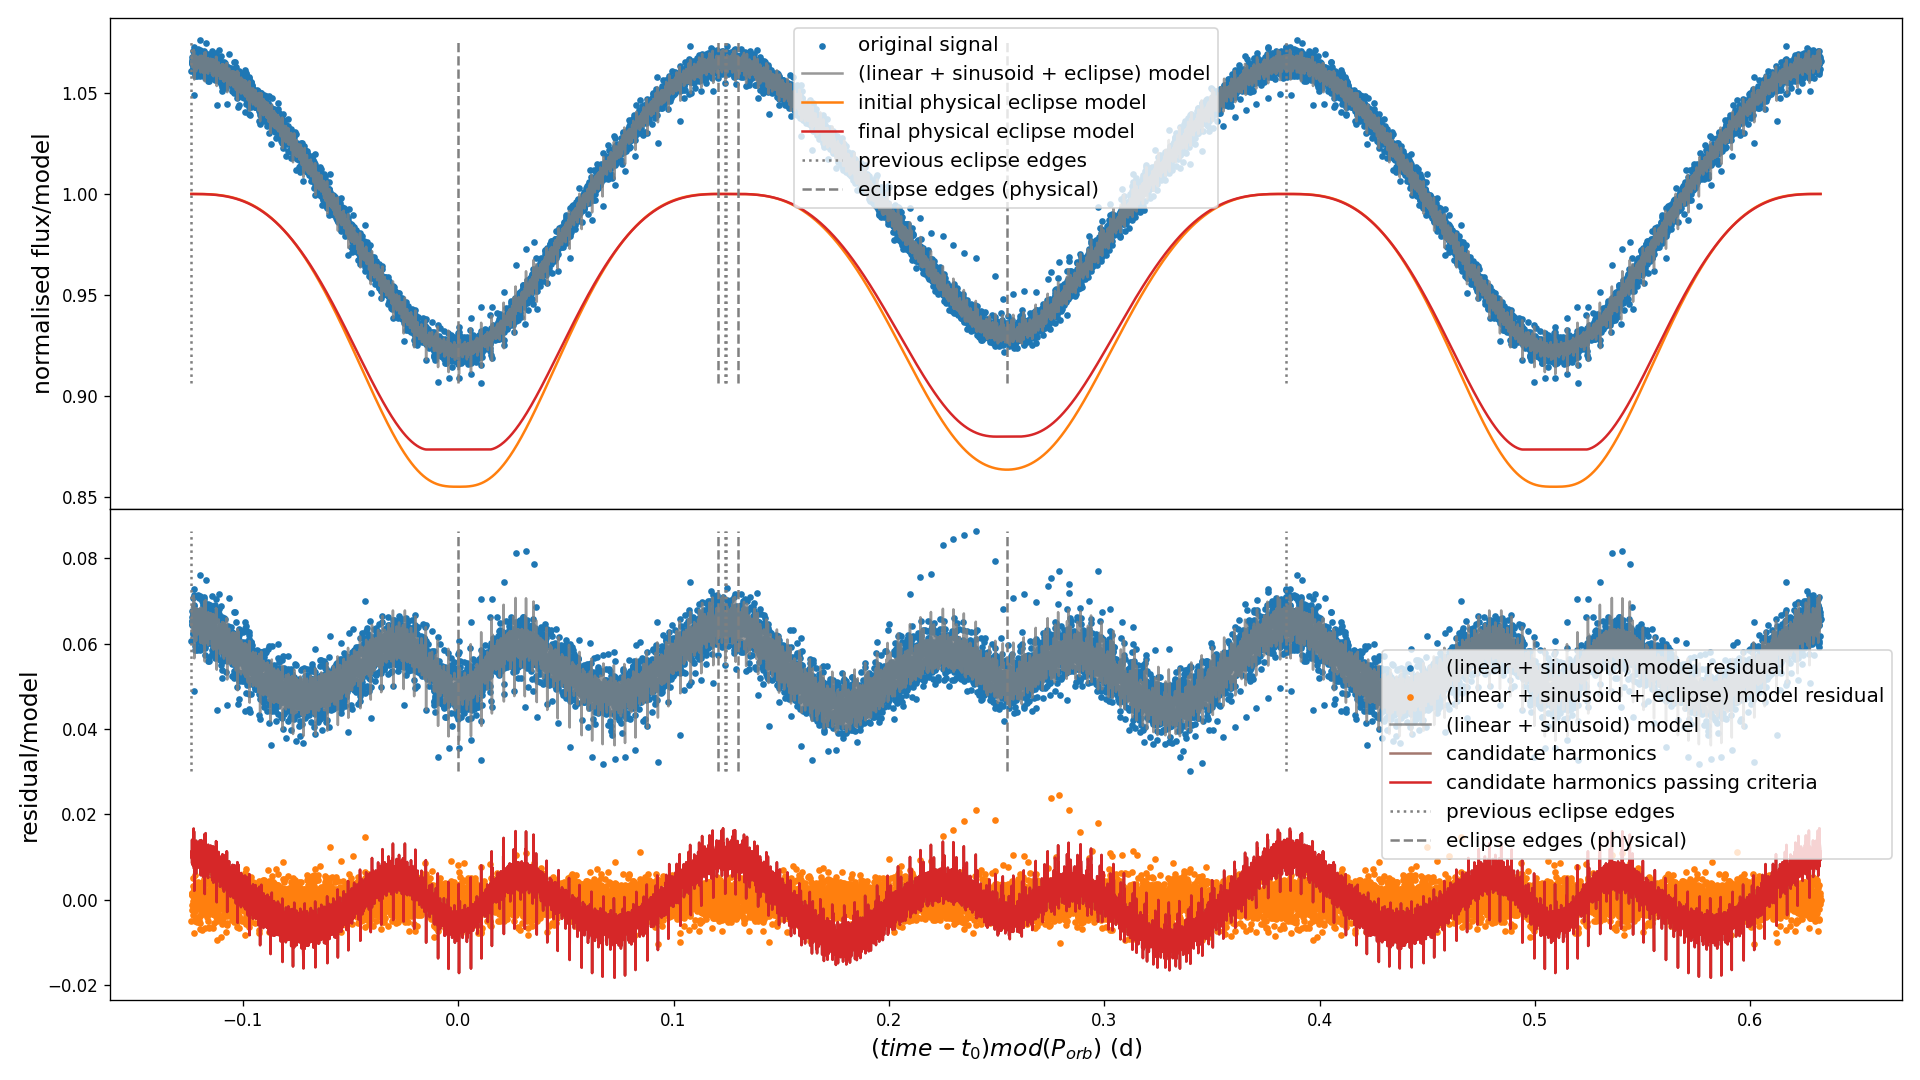 original signal
(linear + sinusoid + eclipse) model
initial physical eclipse model
final physical eclipse model
previous eclipse edges
eclipse edges (physical)
normalised flux/model
1.05
1.00
0.95
0.90
0.85
(linear + sinusoid) model residual
(linear + sinusoid + eclipse) model residual
(linear + sinusoid) model
candidate harmonics
candidate harmonics passing criteria
previous eclipse edges
eclipse edges (physical)
residual/model
0.08
0.06
0.04
0.02
0.00
−0.02
−0.1 0.0 0.1 0.2 0.3 0.4 0.5 0.6
(time − t₀)mod(P_orb) (d)